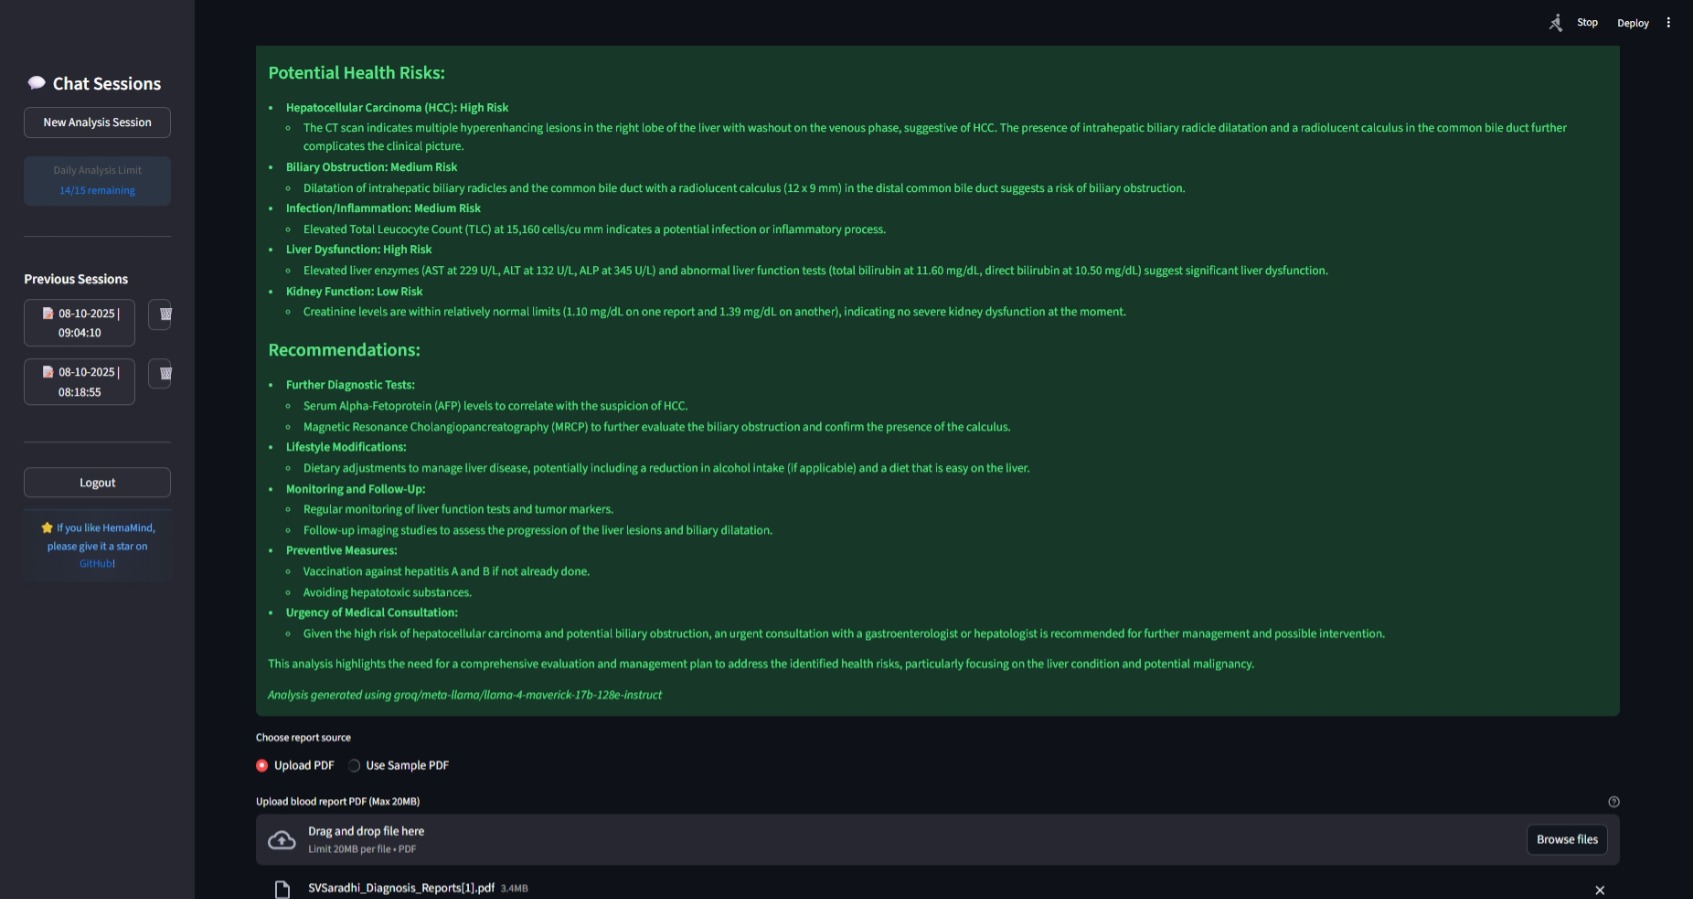 Stop
Deploy
Chat Sessions
New Analysis Session
Daily Analysis Limit
14/15 remaining
Previous Sessions
08-10-2025 |
09:04:10
08-10-2025 |
08:18:55
Logout
If you like HemaMind,
please give it a star on
GitHub!
Potential Health Risks:
• Hepatocellular Carcinoma (HCC): High Risk
◦ The CT scan indicates multiple hyperenhancing lesions in the right lobe of the liver with washout on the venous phase, suggestive of HCC. The presence of intrahepatic biliary radicle dilatation and a radiolucent calculus in the common bile duct further
complicates the clinical picture.
• Biliary Obstruction: Medium Risk
◦ Dilatation of intrahepatic biliary radicles and the common bile duct with a radiolucent calculus (12 x 9 mm) in the distal common bile duct suggests a risk of biliary obstruction.
• Infection/Inflammation: Medium Risk
◦ Elevated Total Leucocyte Count (TLC) at 15,160 cells/cu mm indicates a potential infection or inflammatory process.
• Liver Dysfunction: High Risk
◦ Elevated liver enzymes (AST at 229 U/L, ALT at 132 U/L, ALP at 345 U/L) and abnormal liver function tests (total bilirubin at 11.60 mg/dL, direct bilirubin at 10.50 mg/dL) suggest significant liver dysfunction.
• Kidney Function: Low Risk
◦ Creatinine levels are within relatively normal limits (1.10 mg/dL on one report and 1.39 mg/dL on another), indicating no severe kidney dysfunction at the moment.
Recommendations:
• Further Diagnostic Tests:
◦ Serum Alpha-Fetoprotein (AFP) levels to correlate with the suspicion of HCC.
◦ Magnetic Resonance Cholangiopancreatography (MRCP) to further evaluate the biliary obstruction and confirm the presence of the calculus.
• Lifestyle Modifications:
◦ Dietary adjustments to manage liver disease, potentially including a reduction in alcohol intake (if applicable) and a diet that is easy on the liver.
• Monitoring and Follow-Up:
◦ Regular monitoring of liver function tests and tumor markers.
◦ Follow-up imaging studies to assess the progression of the liver lesions and biliary dilatation.
• Preventive Measures:
◦ Vaccination against hepatitis A and B if not already done.
◦ Avoiding hepatotoxic substances.
• Urgency of Medical Consultation:
◦ Given the high risk of hepatocellular carcinoma and potential biliary obstruction, an urgent consultation with a gastroenterologist or hepatologist is recommended for further management and possible intervention.
This analysis highlights the need for a comprehensive evaluation and management plan to address the identified health risks, particularly focusing on the liver condition and potential malignancy.
Analysis generated using groq/meta-llama/llama-4-maverick-17b-128e-instruct
Choose report source
Upload PDF
Use Sample PDF
Upload blood report PDF (Max 20MB)
Drag and drop file here
Limit 20MB per file • PDF
Browse files
SVSaradhi_Diagnosis_Reports[1].pdf 3.4MB